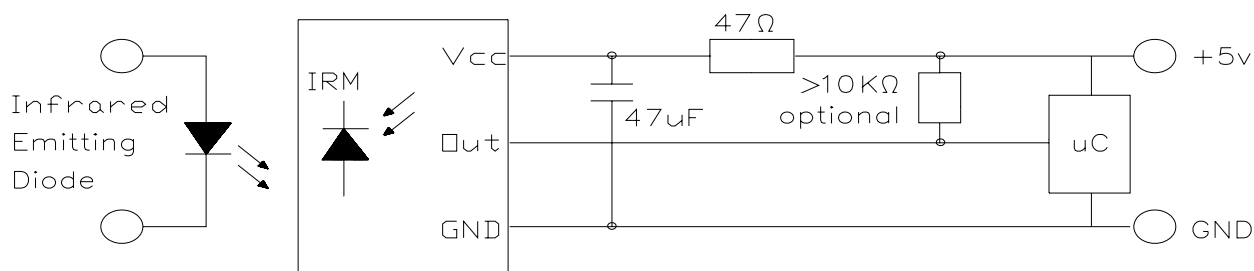 Infrared
Emitting
Diode
IRM
Vcc
Out
GND
47uF
47Ω
>10KΩ
optional
uC
+5v
GND